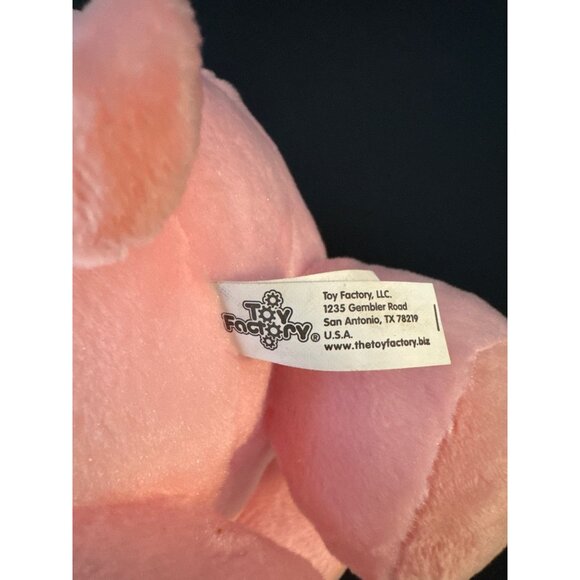 Toy
Factory®
Toy Factory, LLC.
1235 Gembler Road
San Antonio, TX 78219
U.S.A.
www.thetoyfactory.biz